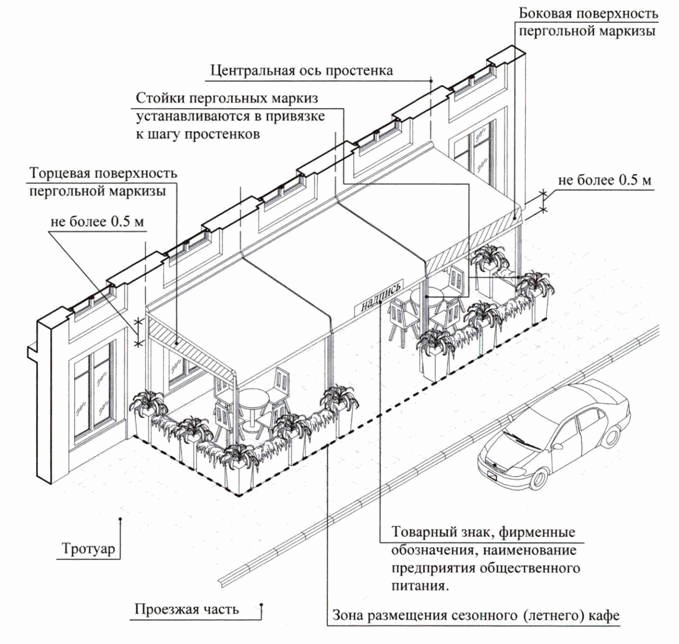 Боковая поверхность
пергольной маркизы
Центральная ось простенка
Стойки пергольных маркиз
устанавливаются в привязке
к шагу простенков
Торцевая поверхность
пергольной маркизы
не более 0.5 м
не более 0.5 м
надпись
Товарный знак, фирменные
обозначения, наименование
предприятия общественного
питания.
Тротуар
Проезжая часть
Зона размещения сезонного (летнего) кафе